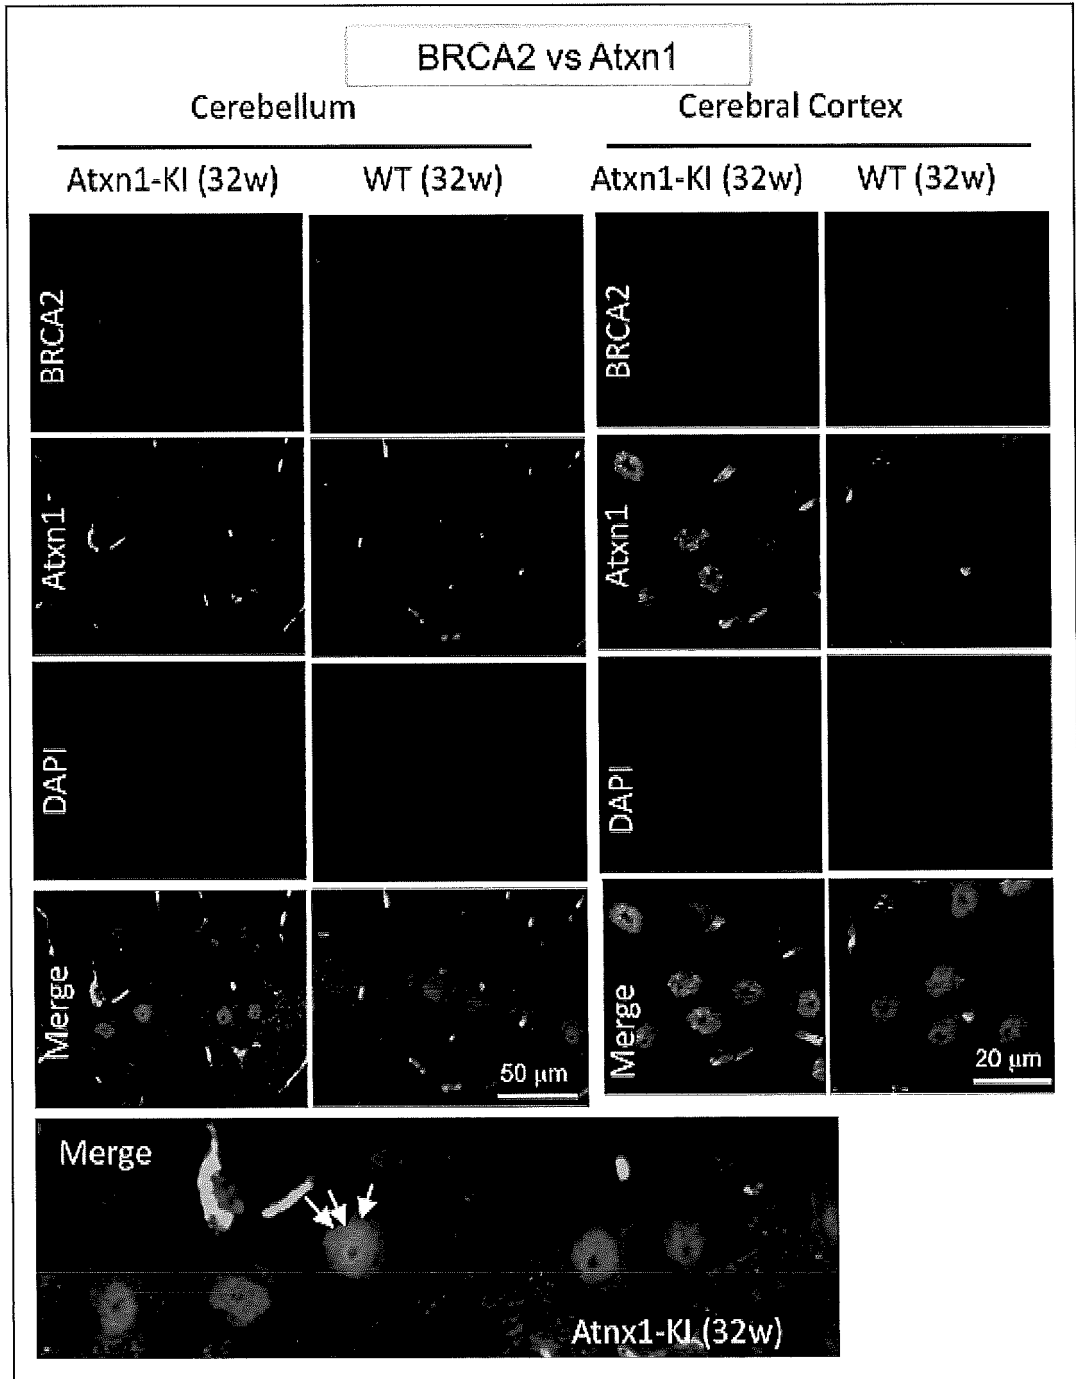 BRCA2 vs Atxn1
Cerebellum
Cerebral Cortex
Atxn1-KI (32w)
WT (32w)
Atxn1-KI (32w)
WT (32w)
BRCA2
BRCA2
Atxn1 -
Atxn1
DAPI
DAPI
Merge
50 µm
Merge
20 µm
Merge
Atnx1-KI (32w)